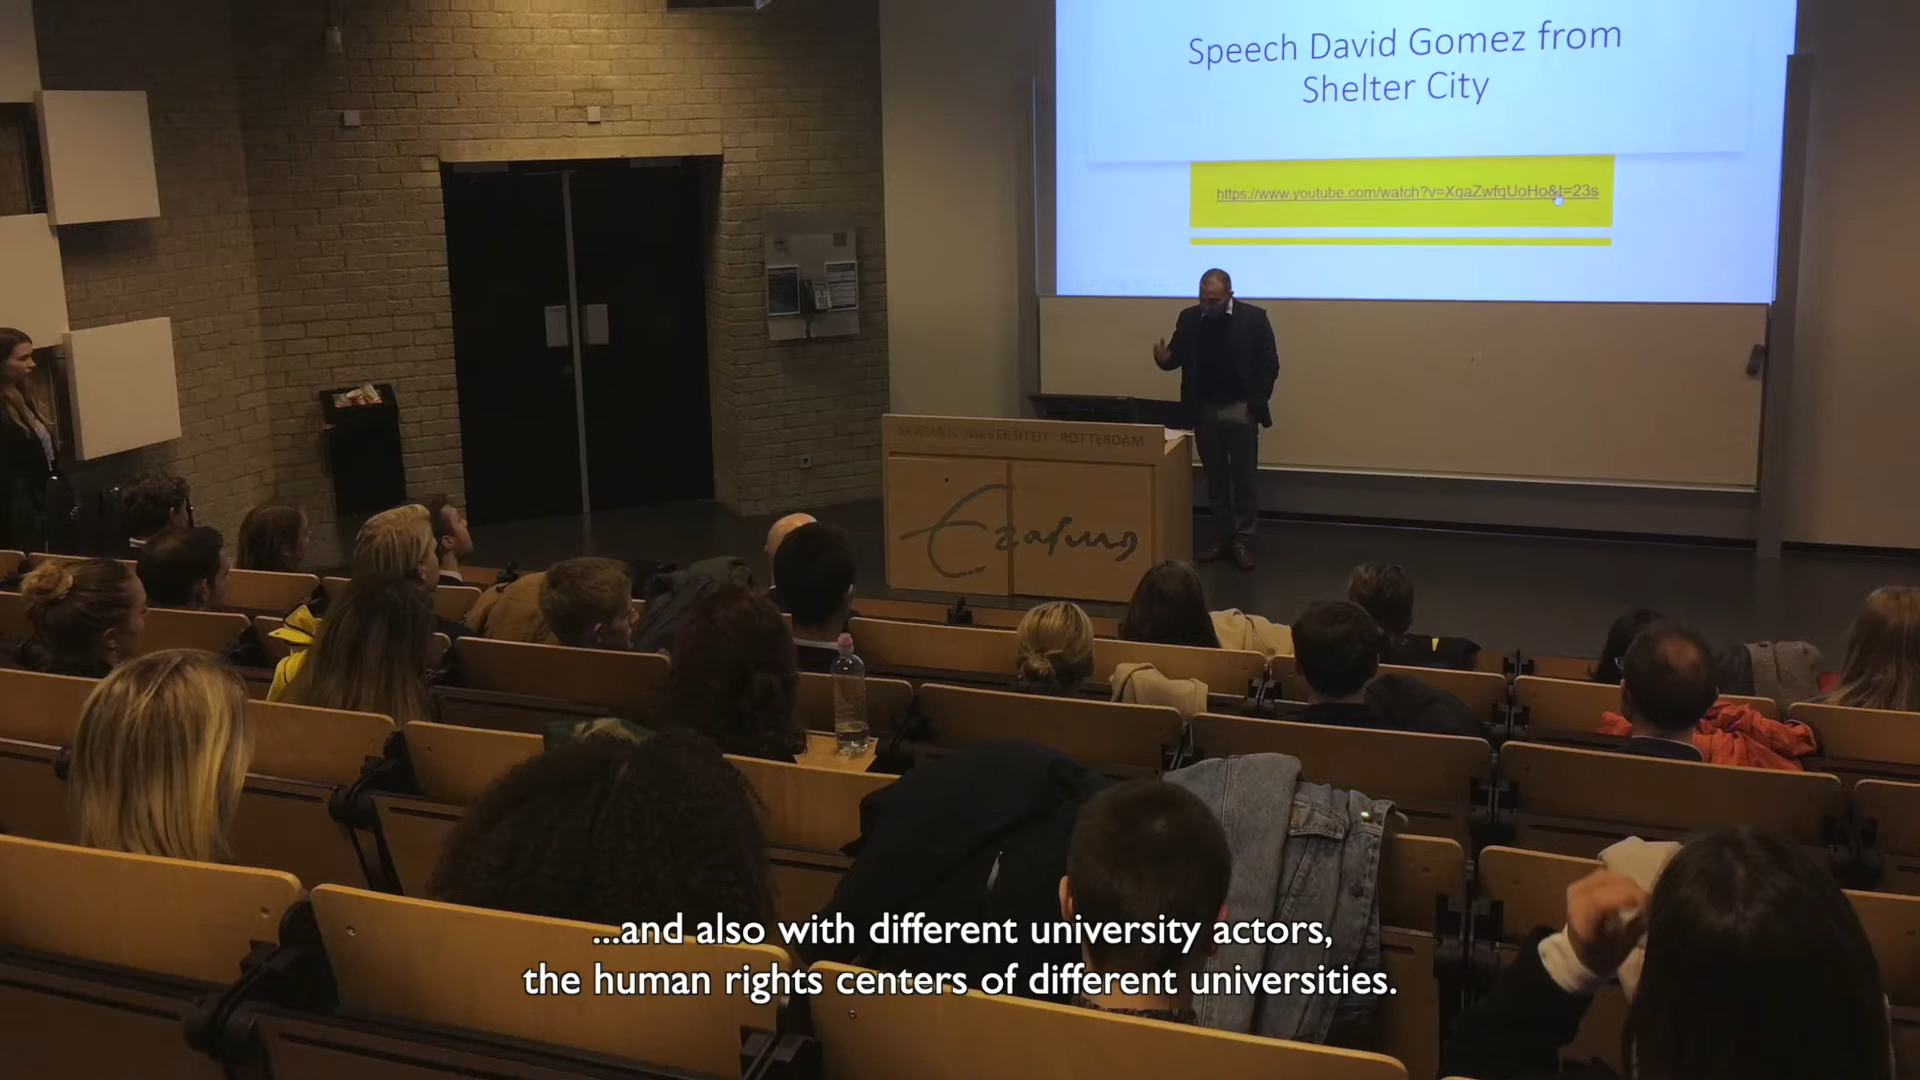 Speech David Gomez from
Shelter City
https://www.youtube.com/watch?v=XgaZwfqUoHo&t=23s
ERASMUS UNIVERSITEIT ROTTERDAM
Erasmus
...and also with different university actors,
the human rights centers of different universities.